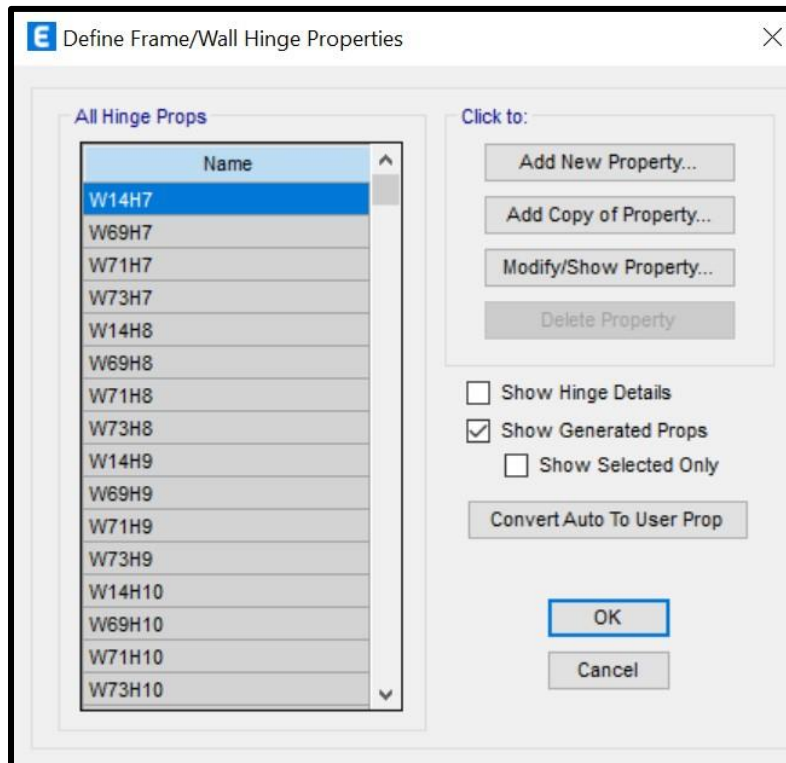 E Define Frame/Wall Hinge Properties
All Hinge Props
Name
W14H7
W69H7
W71H7
W73H7
W14H8
W69H8
W71H8
W73H8
W14H9
W69H9
W71H9
W73H9
W14H10
W69H10
W71H10
W73H10
Click to:
Add New Property...
Add Copy of Property...
Modify/Show Property...
Delete Property
Show Hinge Details
Show Generated Props
Show Selected Only
Convert Auto To User Prop
OK
Cancel